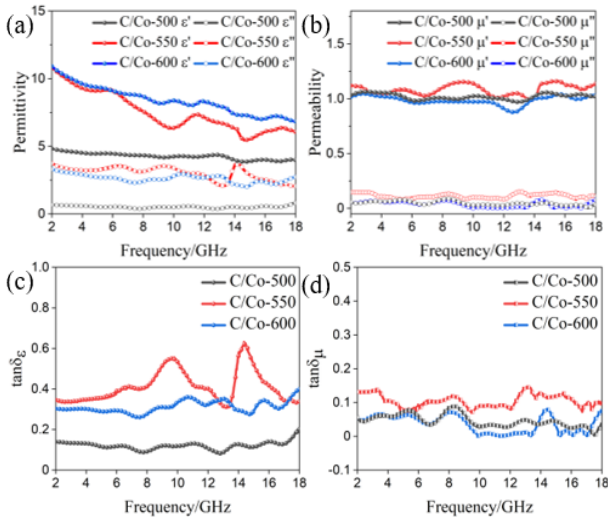 (a)
C/Co-500 ε' C/Co-500 ε"
C/Co-550 ε' C/Co-550 ε"
C/Co-600 ε' C/Co-600 ε"
Permittivity
15
10
5
0
2 4 6 8 10 12 14 16 18
Frequency/GHz
(b)
C/Co-500 μ' C/Co-500 μ"
C/Co-550 μ' C/Co-550 μ"
C/Co-600 μ' C/Co-600 μ"
Permeability
1.5
1.0
0.5
0.0
2 4 6 8 10 12 14 16 18
Frequency/GHz
(c)
C/Co-500
C/Co-550
C/Co-600
tanδε
1.0
0.8
0.6
0.4
0.2
0.0
2 4 6 8 10 12 14 16 18
Frequency/GHz
(d)
C/Co-500
C/Co-550
C/Co-600
tanδμ
0.5
0.4
0.3
0.2
0.1
0.0
-0.1
2 4 6 8 10 12 14 16 18
Frequency/GHz